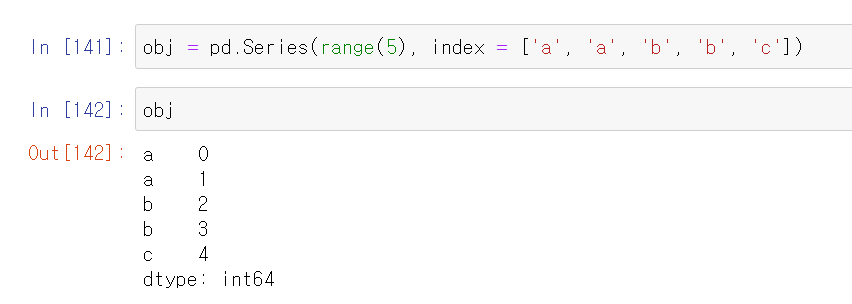 In [141]: obj = pd.Series(range(5), index = ['a', 'a', 'b', 'b', 'c'])
In [142]: obj
Out[142]: a 0
a 1
b 2
b 3
c 4
dtype: int64